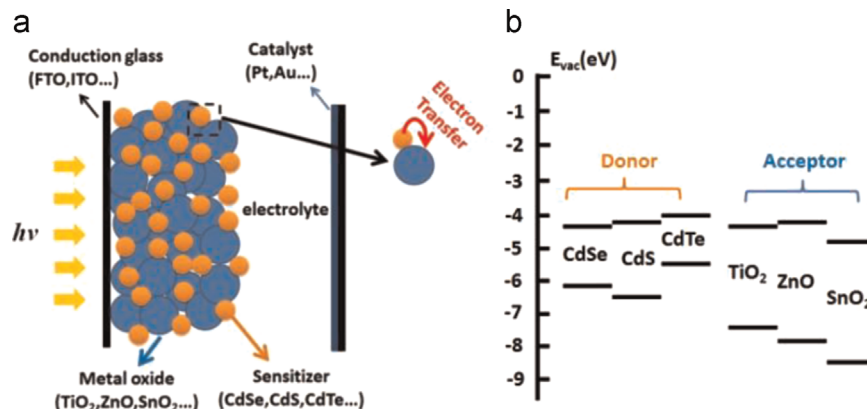 a
Conduction glass
(FTO,ITO...)
Catalyst
(Pt,Au...)
Electron
Transfer
hν
electrolyte
Metal oxide
(TiO₂,ZnO,SnO₂...)
Sensitizer
(CdSe,CdS,CdTe...)
b
E_vac(eV)
0
-1
-2
-3
-4
-5
-6
-7
-8
-9
Donor
Acceptor
CdSe
CdS
CdTe
TiO₂
ZnO
SnO₂